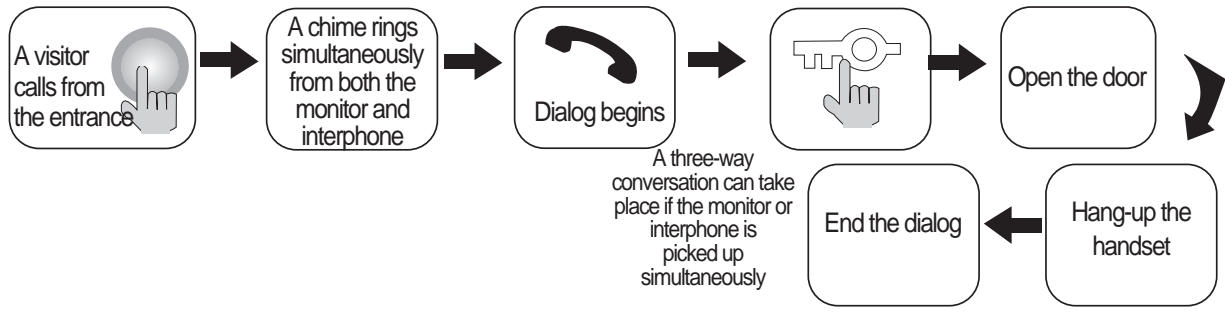 A visitor
calls from
the entrance
A chime rings
simultaneously
from both the
monitor and
interphone
Dialog begins
Open the door
A three-way
conversation can take
place if the monitor or
interphone is
picked up
simultaneously
Hang-up the
handset
End the dialog